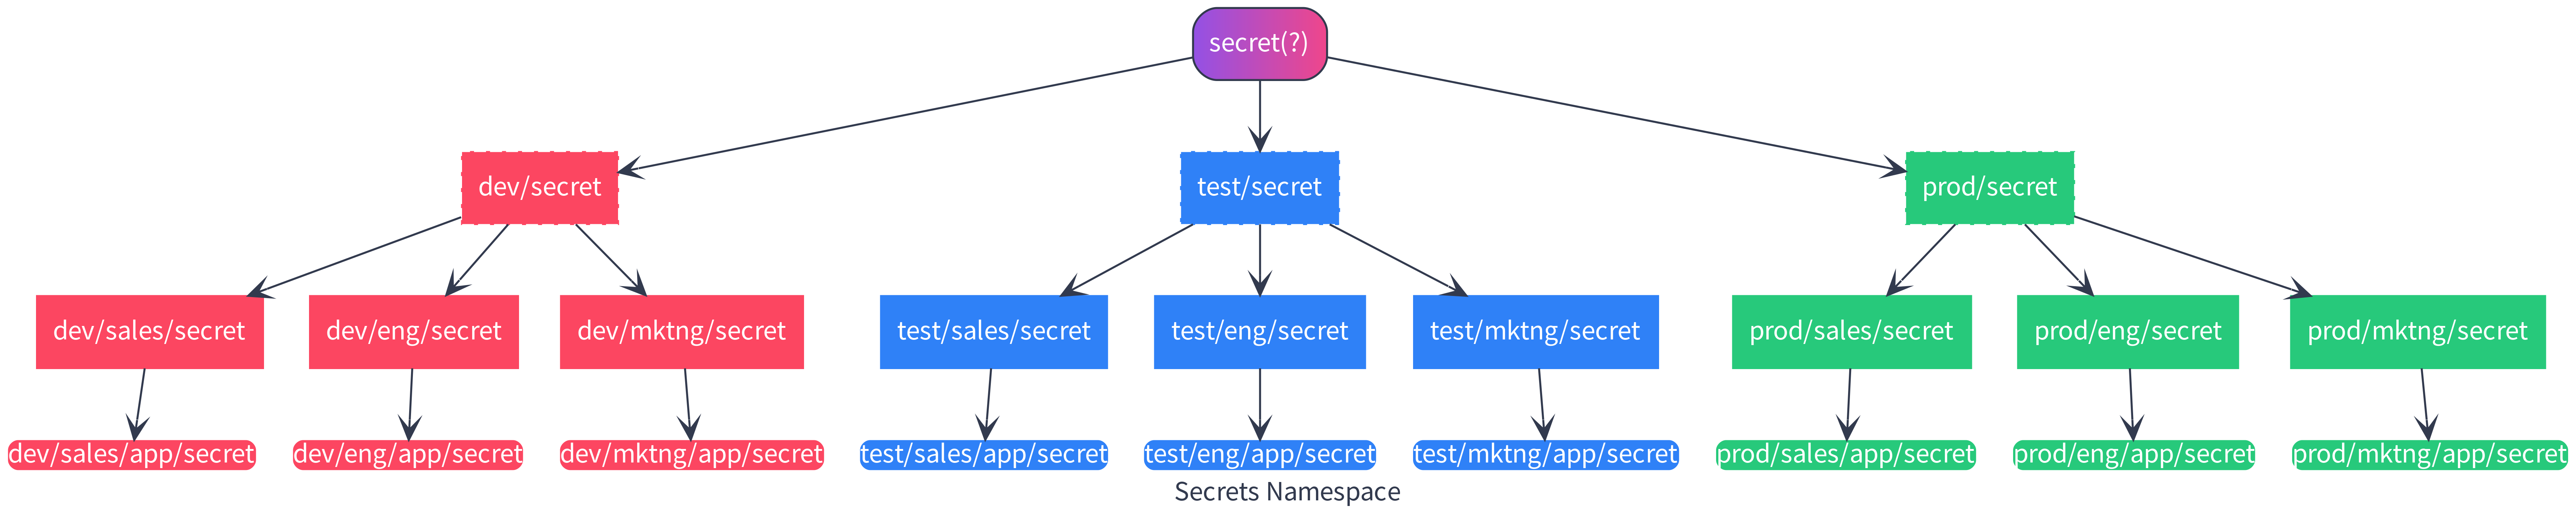 secret(?)
dev/secret
test/secret
prod/secret
dev/sales/secret
dev/eng/secret
dev/mktng/secret
test/sales/secret
test/eng/secret
test/mktng/secret
prod/sales/secret
prod/eng/secret
prod/mktng/secret
dev/sales/app/secret
dev/eng/app/secret
dev/mktng/app/secret
test/sales/app/secret
test/eng/app/secret
test/mktng/app/secret
prod/sales/app/secret
prod/eng/app/secret
prod/mktng/app/secret
Secrets Namespace